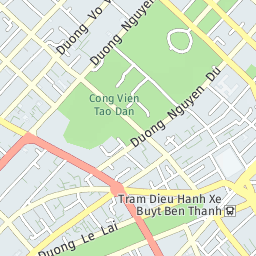 Duong Vo V
Duong Nguyen
Cong Vien
Tao Dan
Duong Nguyen Du
Tram Dieu Hanh Xe
Buyt Ben Thanh
Duong Le Lai